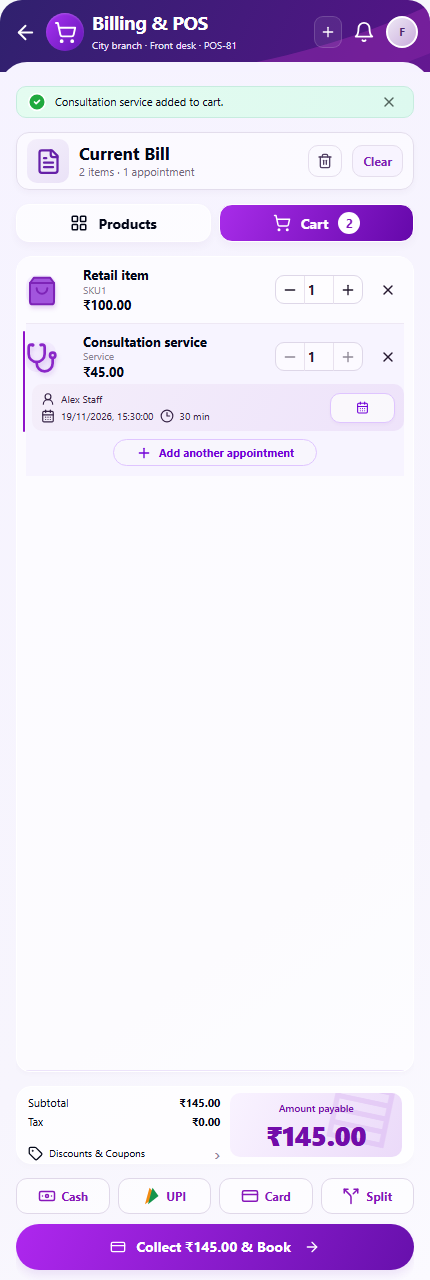 Billing & POS
City branch · Front desk · POS-81
F
Consultation service added to cart.
Current Bill
2 items · 1 appointment
Clear
Products
Cart 2
Retail item
SKU1
₹100.00
1
Consultation service
Service
₹45.00
1
Alex Staff
19/11/2026, 15:30:00 30 min
Add another appointment
Subtotal ₹145.00
Tax ₹0.00
Discounts & Coupons
Amount payable
₹145.00
Cash
UPI
Card
Split
Collect ₹145.00 & Book